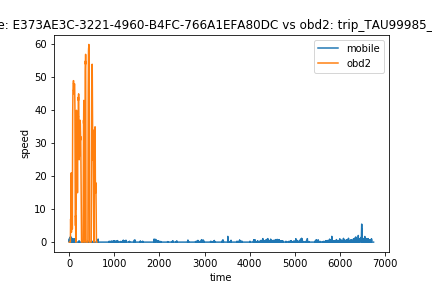 e: E373AE3C-3221-4960-B4FC-766A1EFA80DC vs obd2: trip_TAU99985_
60
50
40
30
20
10
0
speed
mobile
obd2
0 1000 2000 3000 4000 5000 6000 7000
time